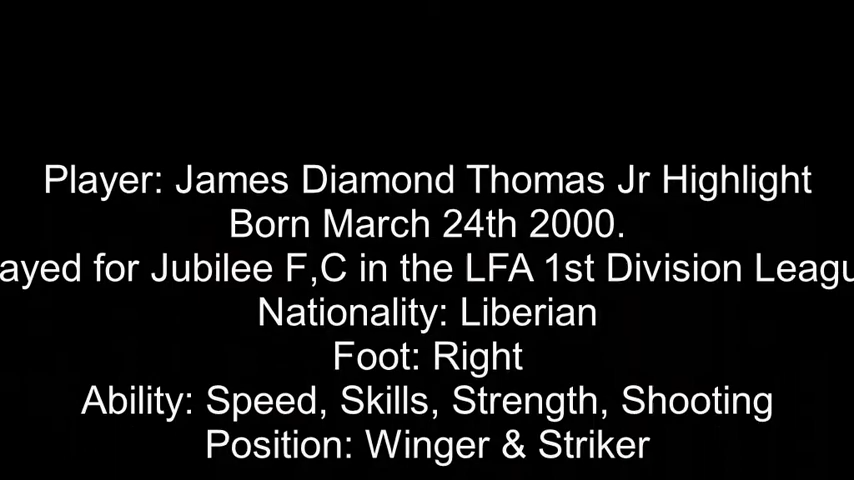 Player: James Diamond Thomas Jr Highlight
Born March 24th 2000.
ayed for Jubilee F,C in the LFA 1st Division Leagu
Nationality: Liberian
Foot: Right
Ability: Speed, Skills, Strength, Shooting
Position: Winger & Striker